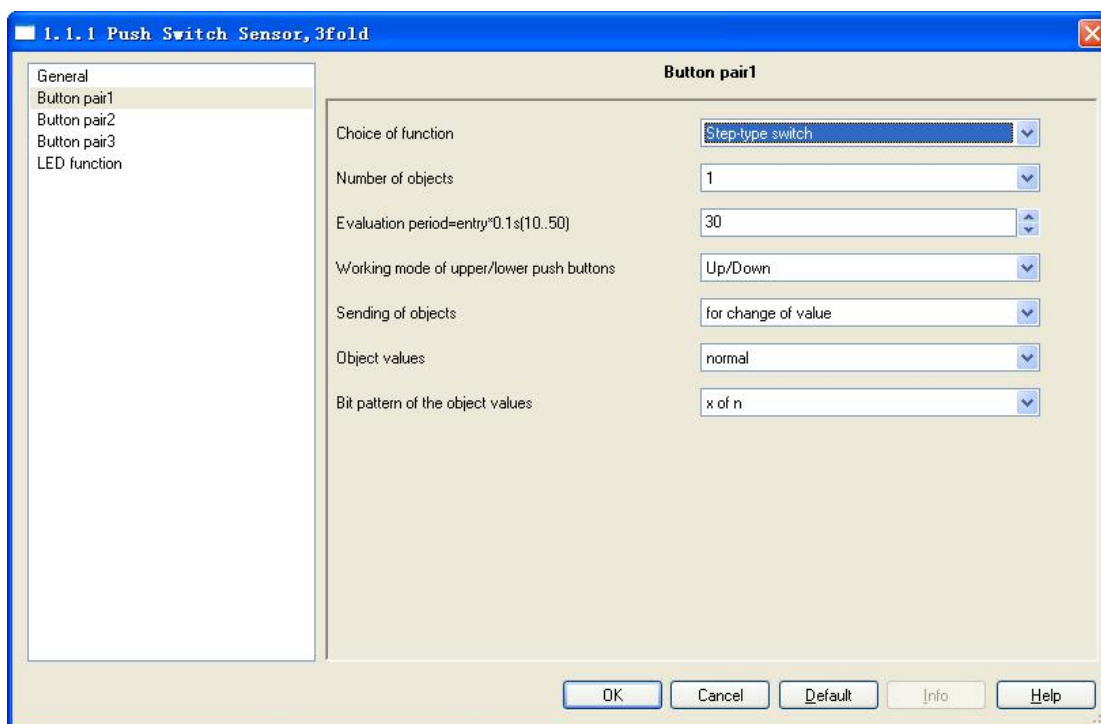 1.1.1 Push Switch Sensor,3fold
General
Button pair1
Button pair2
Button pair3
LED function
Button pair1
Choice of function Step-type switch
Number of objects 1
Evaluation period=entry*0.1s(10..50) 30
Working mode of upper/lower push buttons Up/Down
Sending of objects for change of value
Object values normal
Bit pattern of the object values x of n
OK Cancel Default Info Help